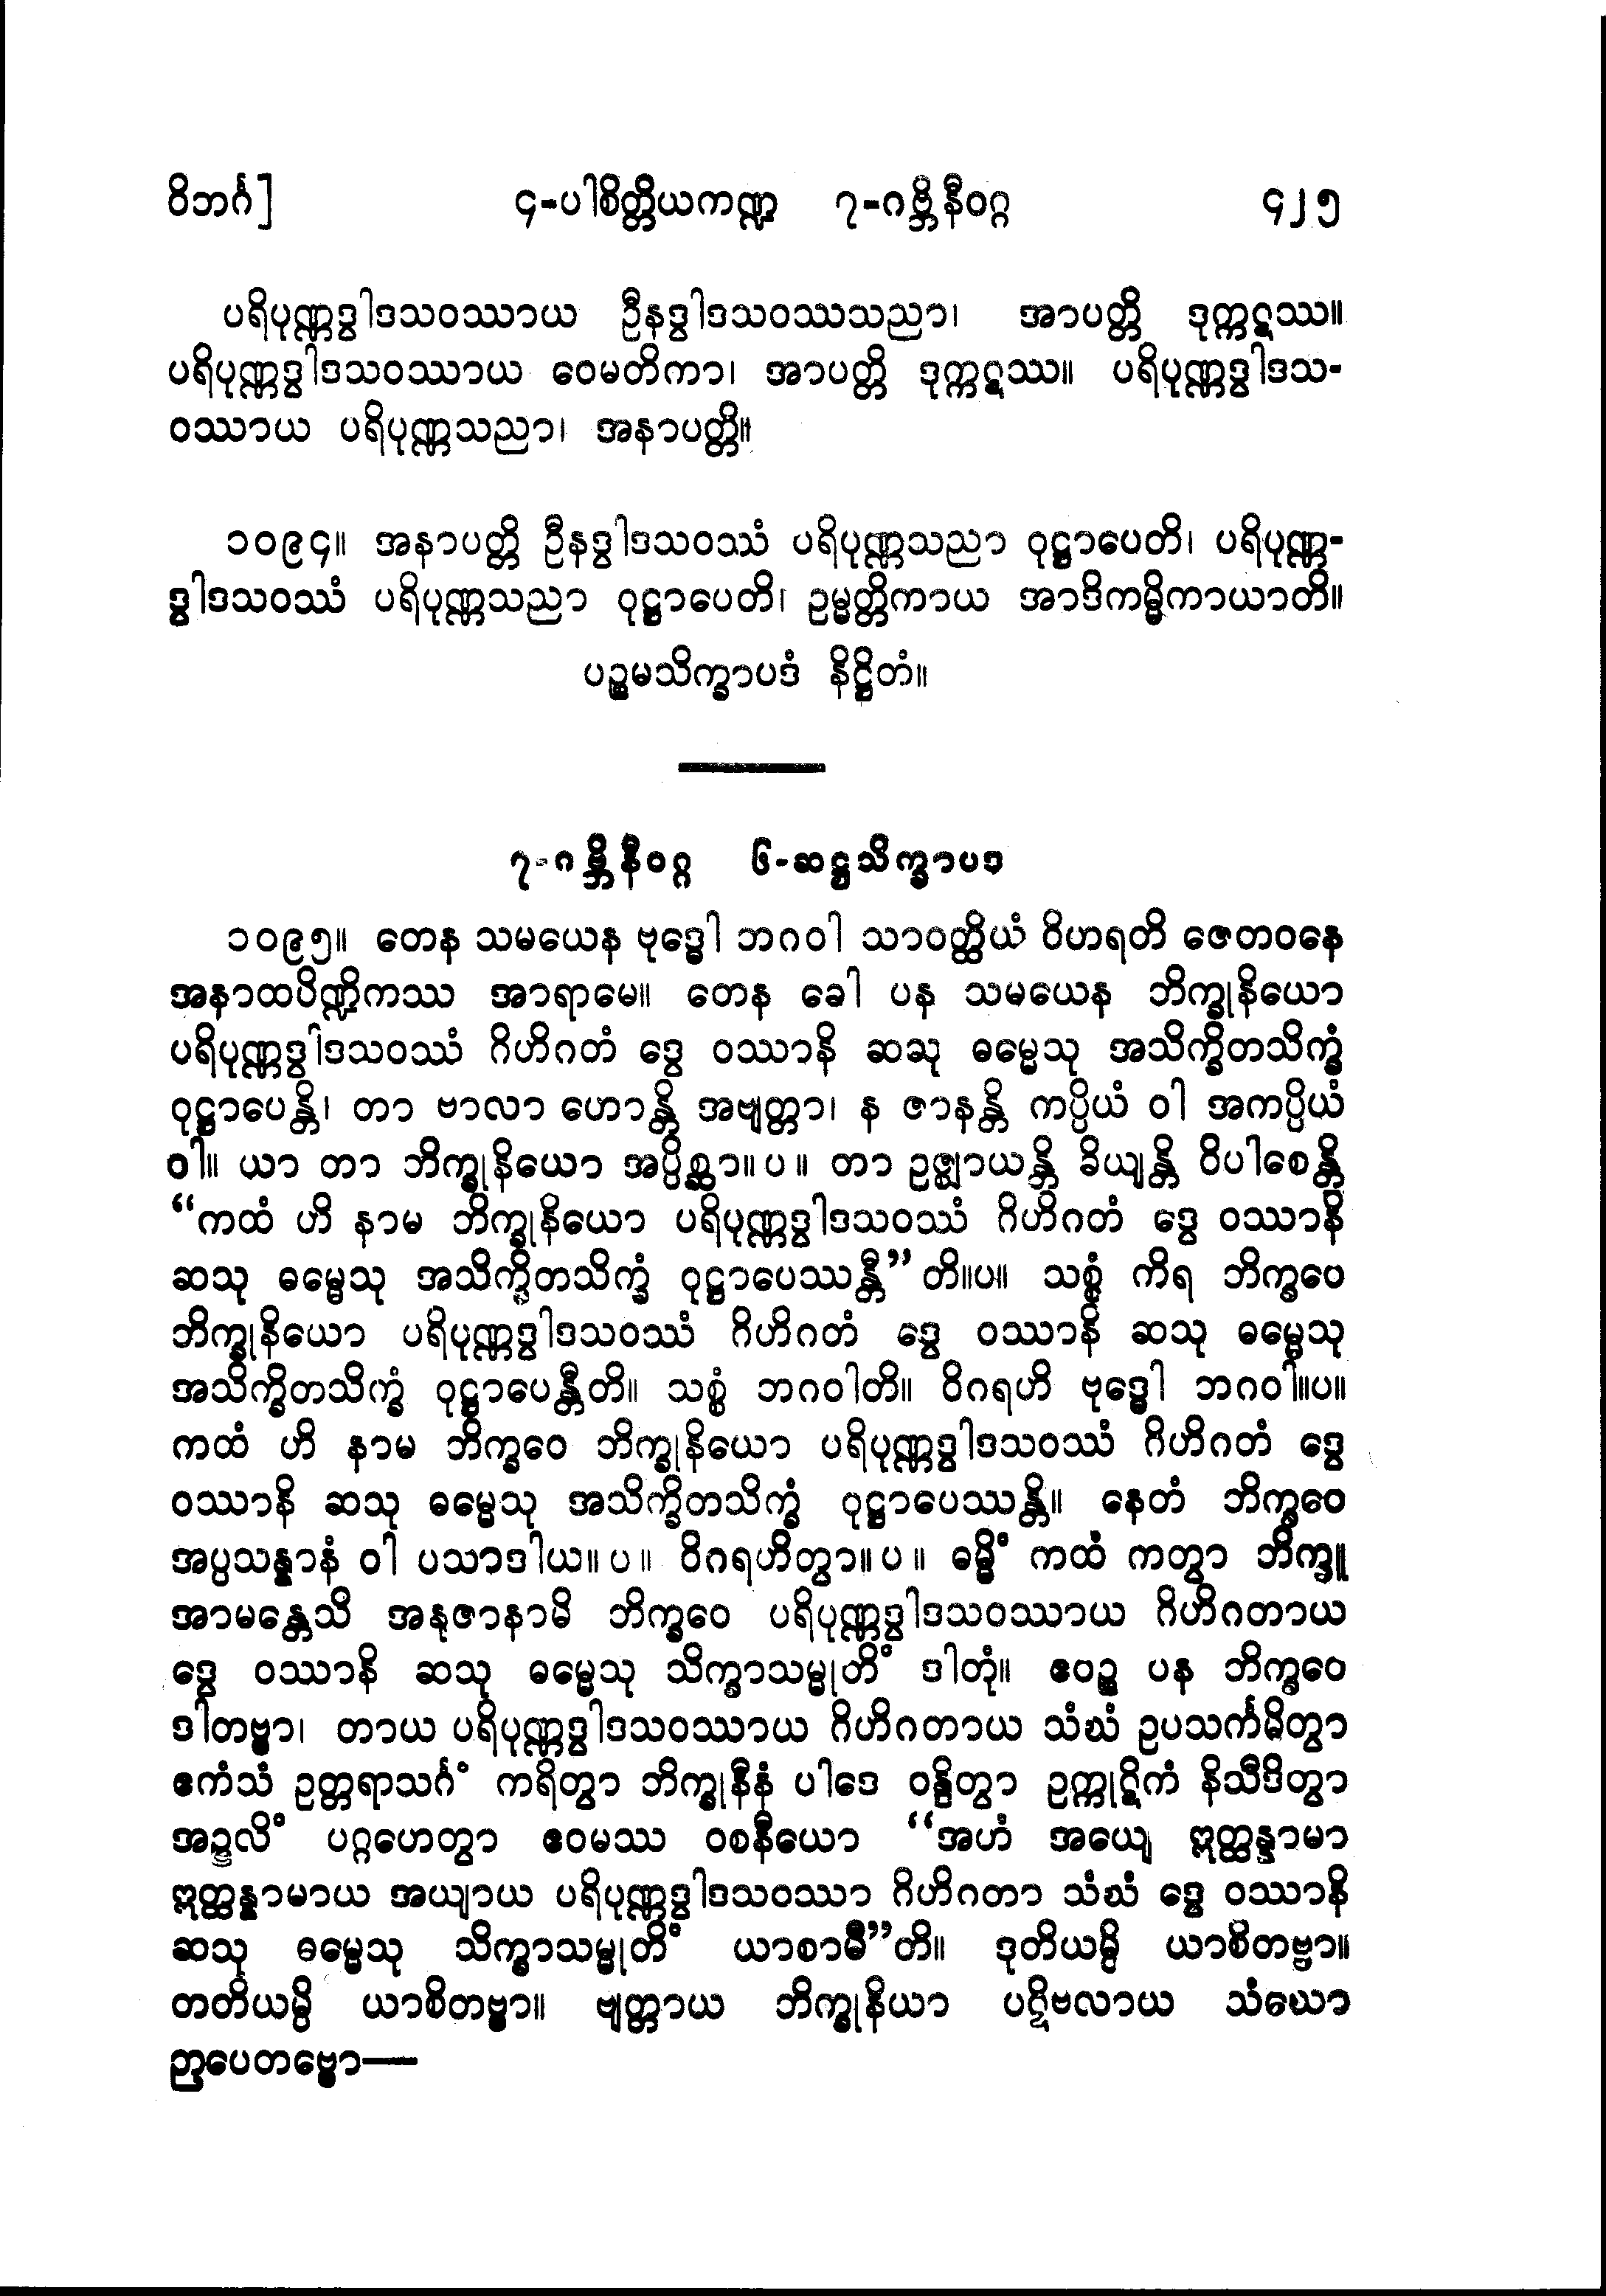 ဝိဘင်္ဂ] ၄-ပါစိတ္တိယကဏ္ဍ ၇-ဂဗ္ဘိနီဝဂ္ဂ ၄၂၅
ပရိပုဏ္ဏဒွါဒသဝဿာယ ဦနဒွါဒသဝဿသညာ၊ အာပတ္တိ ဒုက္ကဋဿ။
ပရိပုဏ္ဏဒွါဒသဝဿာယ ဝေမတိကာ၊ အာပတ္တိ ဒုက္ကဋဿ။ ပရိပုဏ္ဏဒွါဒသ-
ဝဿာယ ပရိပုဏ္ဏသညာ၊ အနာပတ္တိ။
၁၀၉၄။ အနာပတ္တိ ဦနဒွါဒသဝဿံ ပရိပုဏ္ဏသညာ ဝုဋ္ဌာပေတိ၊ ပရိပုဏ္ဏ-
ဒွါဒသဝဿံ ပရိပုဏ္ဏသညာ ဝုဋ္ဌာပေတိ၊ ဥမ္မတ္တိကာယ အာဒိကမ္မိကာယာတိ။
ပဉ္စမသိက္ခာပဒံ နိဋ္ဌိတံ။
၇-ဂဗ္ဘိနီဝဂ္ဂ ၆-ဆဋ္ဌသိက္ခာပဒ
၁၀၉၅။ တေန သမယေန ဗုဒ္ဓေါ ဘဂဝါ သာဝတ္ထိယံ ဝိဟရတိ ဇေတဝနေ
အနာထပိဏ္ဍိကဿ အာရာမေ။ တေန ခေါ ပန သမယေန ဘိက္ခုနိယော
ပရိပုဏ္ဏဒွါဒသဝဿံ ဂိဟိဂတံ ဒွေ ဝဿာနိ ဆသု ဓမ္မေသု အသိက္ခိတသိက္ခံ
ဝုဋ္ဌာပေန္တိ၊ တာ ဗာလာ ဟောန္တိ အဗျတ္တာ၊ န ဇာနန္တိ ကပ္ပိယံ ဝါ အကပ္ပိယံ
ဝါ။ ယာ တာ ဘိက္ခုနိယော အပ္ပိစ္ဆာ။ပ။ တာ ဥဇ္ဈာယန္တိ ခိယျန္တိ ဝိပါစေန္တိ
“ကထံ ဟိ နာမ ဘိက္ခုနိယော ပရိပုဏ္ဏဒွါဒသဝဿံ ဂိဟိဂတံ ဒွေ ဝဿာနိ
ဆသု ဓမ္မေသု အသိက္ခိတသိက္ခံ ဝုဋ္ဌာပေဿန္တီ”တိ။ပ။ သစ္စံ ကိရ ဘိက္ခဝေ
ဘိက္ခုနိယော ပရိပုဏ္ဏဒွါဒသဝဿံ ဂိဟိဂတံ ဒွေ ဝဿာနိ ဆသု ဓမ္မေသု
အသိက္ခိတသိက္ခံ ဝုဋ္ဌာပေန္တီတိ။ သစ္စံ ဘဂဝါတိ။ ဝိဂရဟိ ဗုဒ္ဓေါ ဘဂဝါ။ပ။
ကထံ ဟိ နာမ ဘိက္ခဝေ ဘိက္ခုနိယော ပရိပုဏ္ဏဒွါဒသဝဿံ ဂိဟိဂတံ ဒွေ
ဝဿာနိ ဆသု ဓမ္မေသု အသိက္ခိတသိက္ခံ ဝုဋ္ဌာပေဿန္တိ။ နေတံ ဘိက္ခဝေ
အပ္ပသန္နာနံ ဝါ ပသာဒါယ။ပ။ ဝိဂရဟိတွာ။ပ။ ဓမ္မိံ ကထံ ကတွာ ဘိက္ခူ
အာမန္တေသိ အနုဇာနာမိ ဘိက္ခဝေ ပရိပုဏ္ဏဒွါဒသဝဿာယ ဂိဟိဂတာယ
ဒွေ ဝဿာနိ ဆသု ဓမ္မေသု သိက္ခာသမ္မုတိံ ဒါတုံ။ ဧဝဉ္စ ပန ဘိက္ခဝေ
ဒါတဗ္ဗာ၊ တာယ ပရိပုဏ္ဏဒွါဒသဝဿာယ ဂိဟိဂတာယ သံဃံ ဥပသင်္ကမိတွာ
ဧကံသံ ဥတ္တရာသင်္ဂံ ကရိတွာ ဘိက္ခုနီနံ ပါဒေ ဝန္ဒိတွာ ဥက္ကုဋိကံ နိသီဒိတွာ
အဉ္ဇလိံ ပဂ္ဂဟေတွာ ဧဝမဿ ဝစနီယော “အဟံ အယျေ ဣတ္ထန္နာမာ
ဣတ္ထန္နာမာယ အယျာယ ပရိပုဏ္ဏဒွါဒသဝဿာ ဂိဟိဂတာ သံဃံ ဒွေ ဝဿာနိ
ဆသု ဓမ္မေသု သိက္ခာသမ္မုတိံ ယာစာမီ”တိ။ ဒုတိယမ္ပိ ယာစိတဗ္ဗာ။
တတိယမ္ပိ ယာစိတဗ္ဗာ။ ဗျတ္တာယ ဘိက္ခုနိယာ ပဋိဗလာယ သံဃော
ဉာပေတဗ္ဗော—